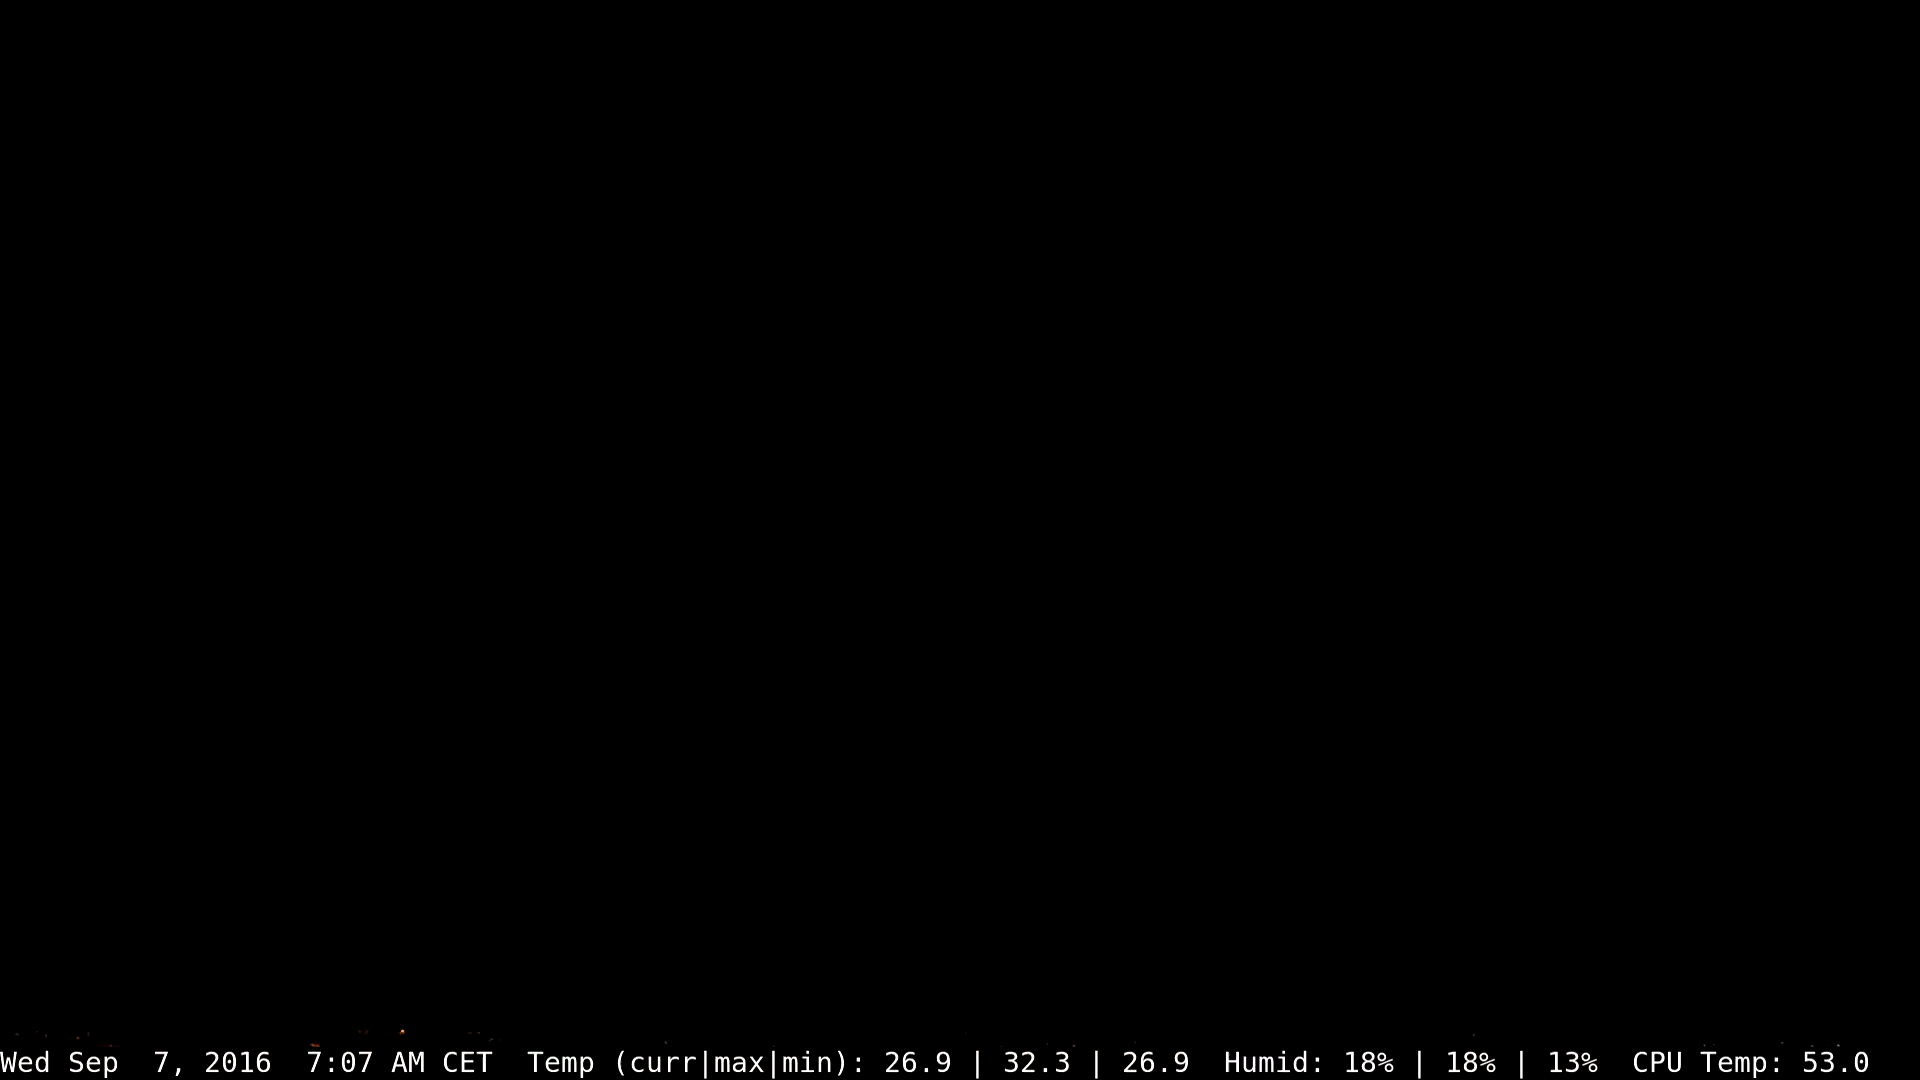 Wed Sep  7, 2016  7:07 AM CET  Temp (curr|max|min): 26.9 | 32.3 | 26.9  Humid: 18% | 18% | 13%  CPU Temp: 53.0